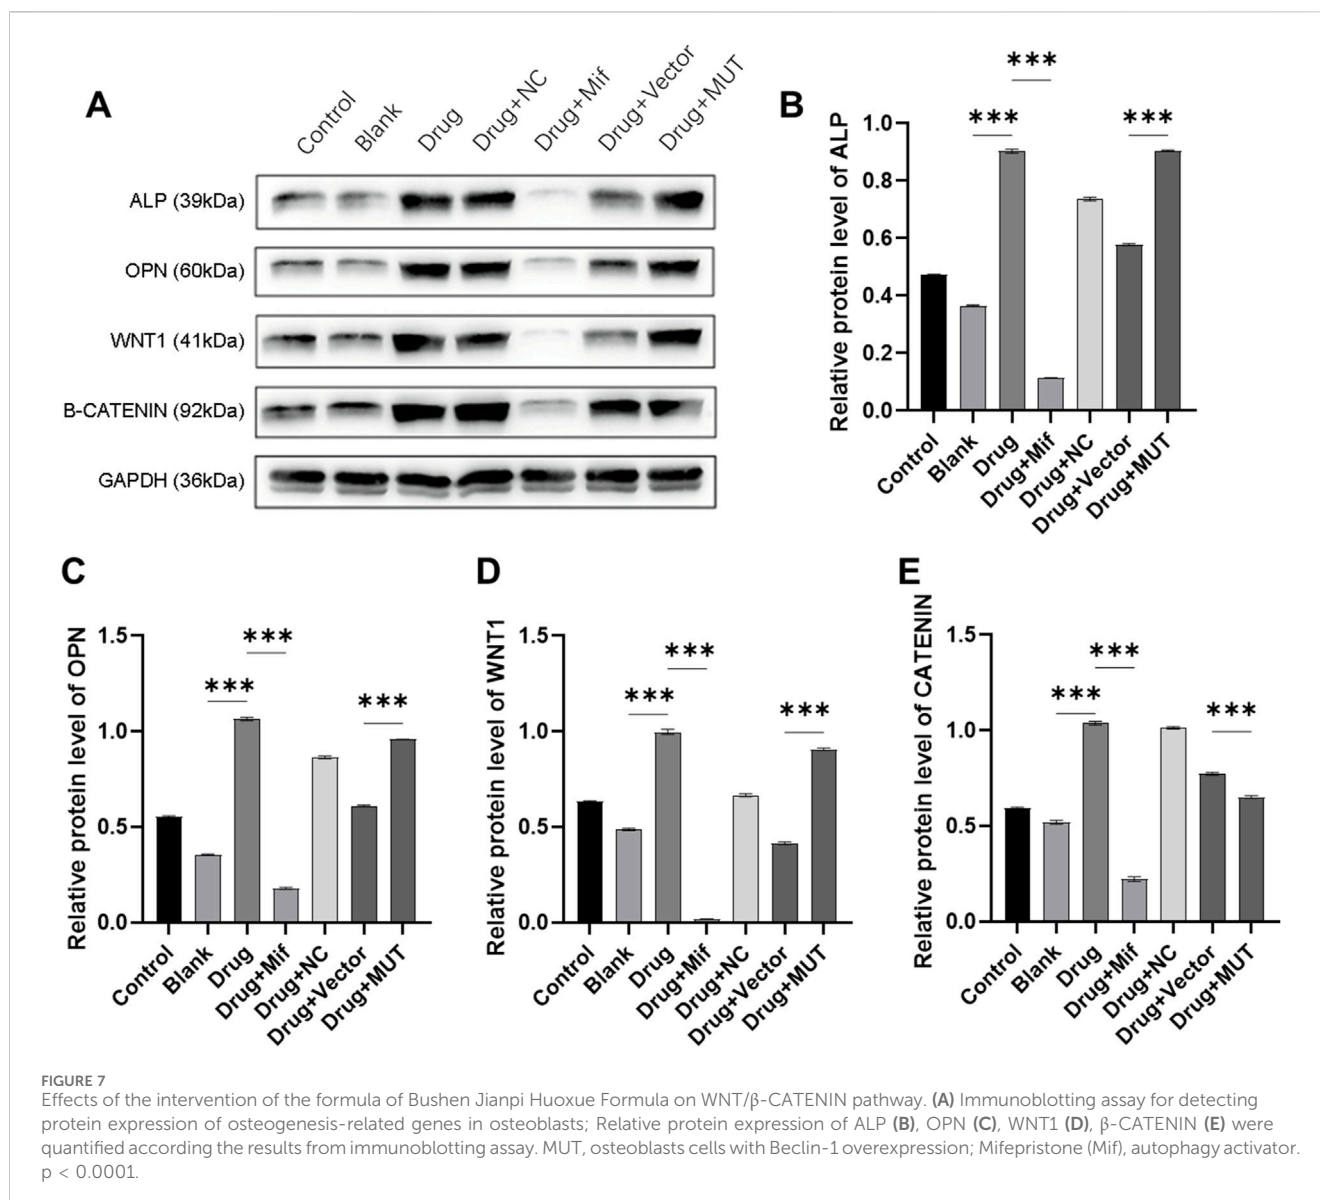 A
Control
Blank
Drug
Drug+NC
Drug+Mif
Drug+Vector
Drug+MUT
ALP (39kDa)
OPN (60kDa)
WNT1 (41kDa)
B-CATENIN (92kDa)
GAPDH (36kDa)
B
Relative protein level of ALP
1.0
0.8
0.6
0.4
0.2
0.0
***
***
***
Control
Blank
Drug
Drug+Mif
Drug+NC
Drug+Vector
Drug+MUT
C
Relative protein level of OPN
1.5
1.0
0.5
0.0
***
***
***
Control
Blank
Drug
Drug+Mif
Drug+NC
Drug+Vector
Drug+MUT
D
Relative protein level of WNT1
1.5
1.0
0.5
0.0
***
***
***
Control
Blank
Drug
Drug+Mif
Drug+NC
Drug+Vector
Drug+MUT
E
Relative protein level of CATENIN
1.5
1.0
0.5
0.0
***
***
***
Control
Blank
Drug
Drug+Mif
Drug+NC
Drug+Vector
Drug+MUT
FIGURE 7
Effects of the intervention of the formula of Bushen Jianpi Huoxue Formula on WNT/β-CATENIN pathway. (A) Immunoblotting assay for detecting
protein expression of osteogenesis-related genes in osteoblasts; Relative protein expression of ALP (B), OPN (C), WNT1 (D), β-CATENIN (E) were
quantified according the results from immunoblotting assay. MUT, osteoblasts cells with Beclin-1 overexpression; Mifepristone (Mif), autophagy activator.
p < 0.0001.